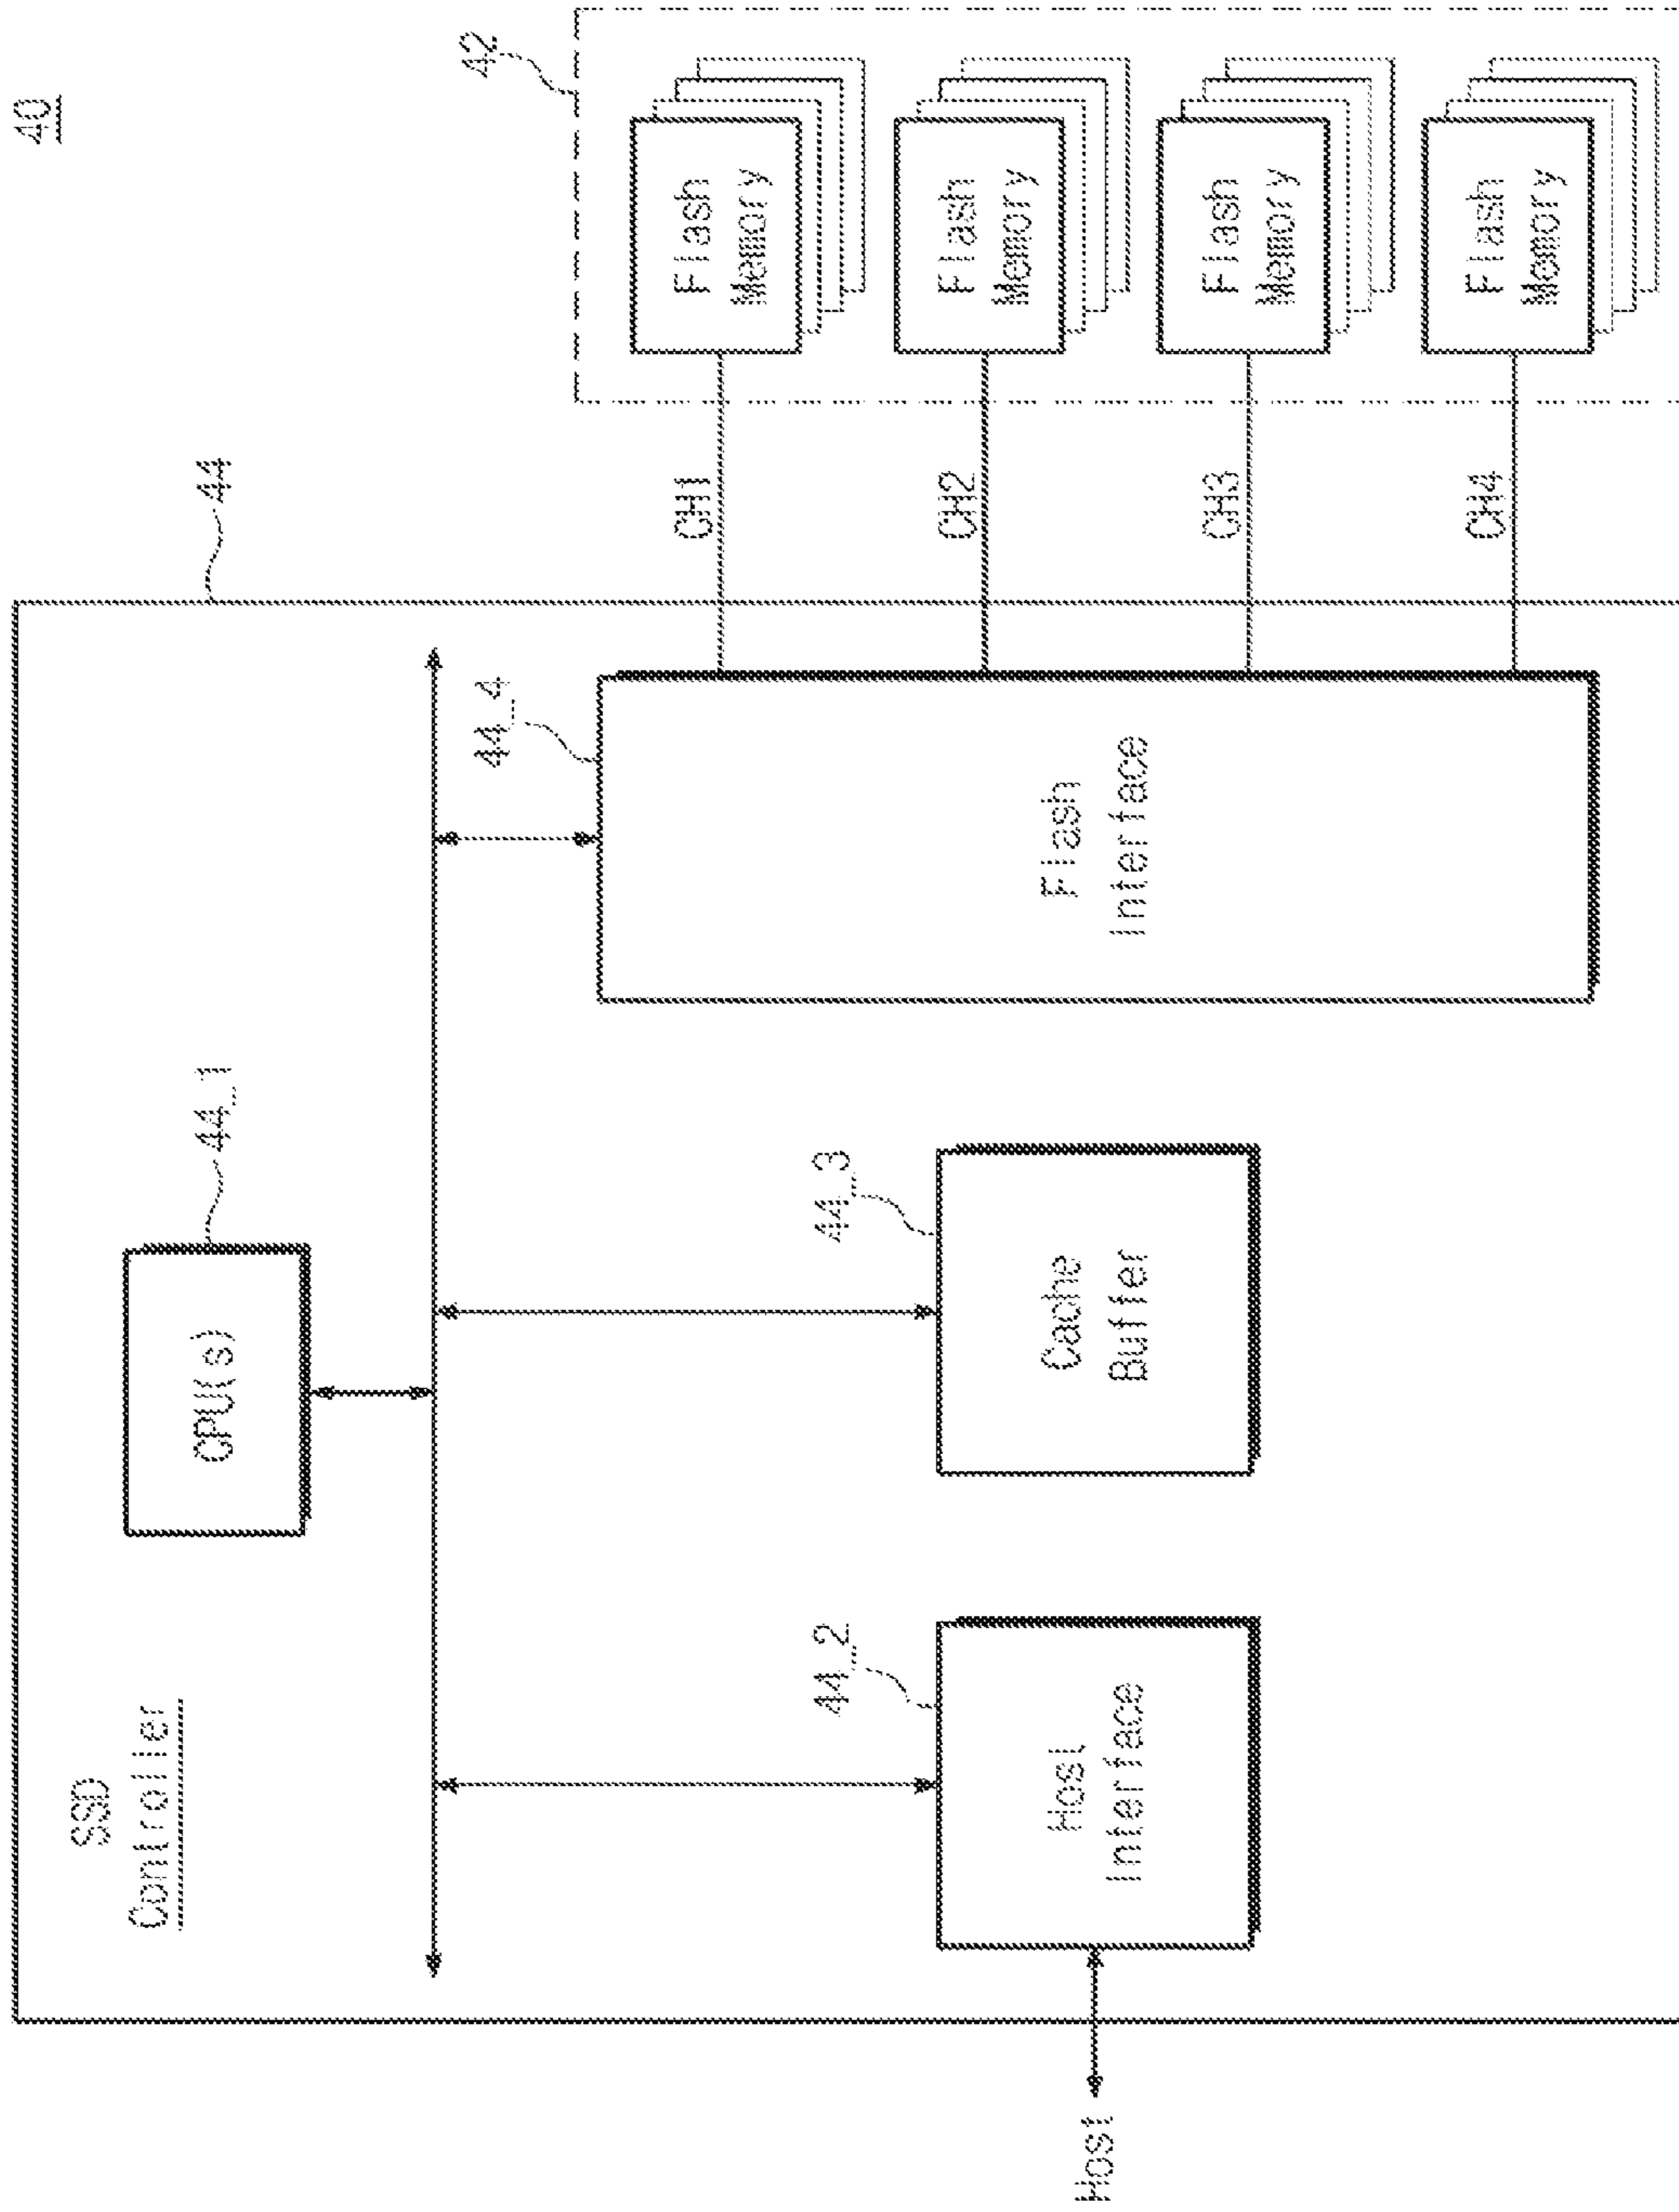 40
SSD
Controller
44
42
CPU(s)
44_1
44_4
44_2
44_3
Host
Host
Interface
Cache
Buffer
Flash
Interface
CH1
Flash
Memory
CH2
Flash
Memory
CH3
Flash
Memory
CH4
Flash
Memory